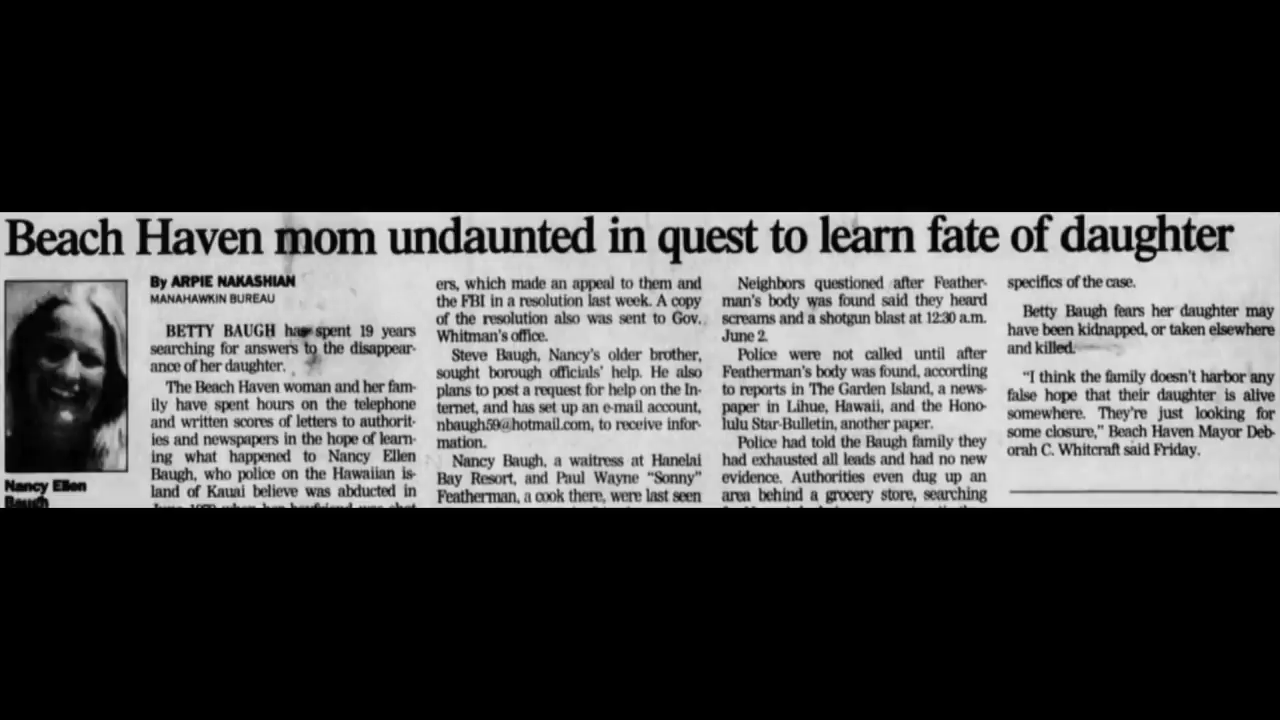 Beach Haven mom undaunted in quest to learn fate of daughter
Nancy Ellen
Baugh
By ARPIE NAKASHIAN
MANAHAWKIN BUREAU
BETTY BAUGH has spent 19 years
searching for answers to the disappear-
ance of her daughter.
The Beach Haven woman and her fam-
ily have spent hours on the telephone
and written scores of letters to authorit-
ies and newspapers in the hope of learn-
ing what happened to Nancy Ellen
Baugh, who police on the Hawaiian is-
land of Kauai believe was abducted in
ers, which made an appeal to them and
the FBI in a resolution last week. A copy
of the resolution also was sent to Gov.
Whitman's office.
Steve Baugh, Nancy's older brother,
sought borough officials' help. He also
plans to post a request for help on the In-
ternet, and has set up an e-mail account,
nbaugh59@hotmail.com, to receive infor-
mation.
Nancy Baugh, a waitress at Hanelai
Bay Resort, and Paul Wayne “Sonny”
Featherman, a cook there, were last seen
Neighbors questioned after Feather-
man's body was found said they heard
screams and a shotgun blast at 12:30 a.m.
June 2.
Police were not called until after
Featherman's body was found, according
to reports in The Garden Island, a news-
paper in Lihue, Hawaii, and the Hono-
lulu Star-Bulletin, another paper.
Police had told the Baugh family they
had exhausted all leads and had no new
evidence. Authorities even dug up an
area behind a grocery store, searching
specifics of the case.
Betty Baugh fears her daughter may
have been kidnapped, or taken elsewhere
and killed.
“I think the family doesn't harbor any
false hope that their daughter is alive
somewhere. They're just looking for
some closure,” Beach Haven Mayor Deb-
orah C. Whitcraft said Friday.